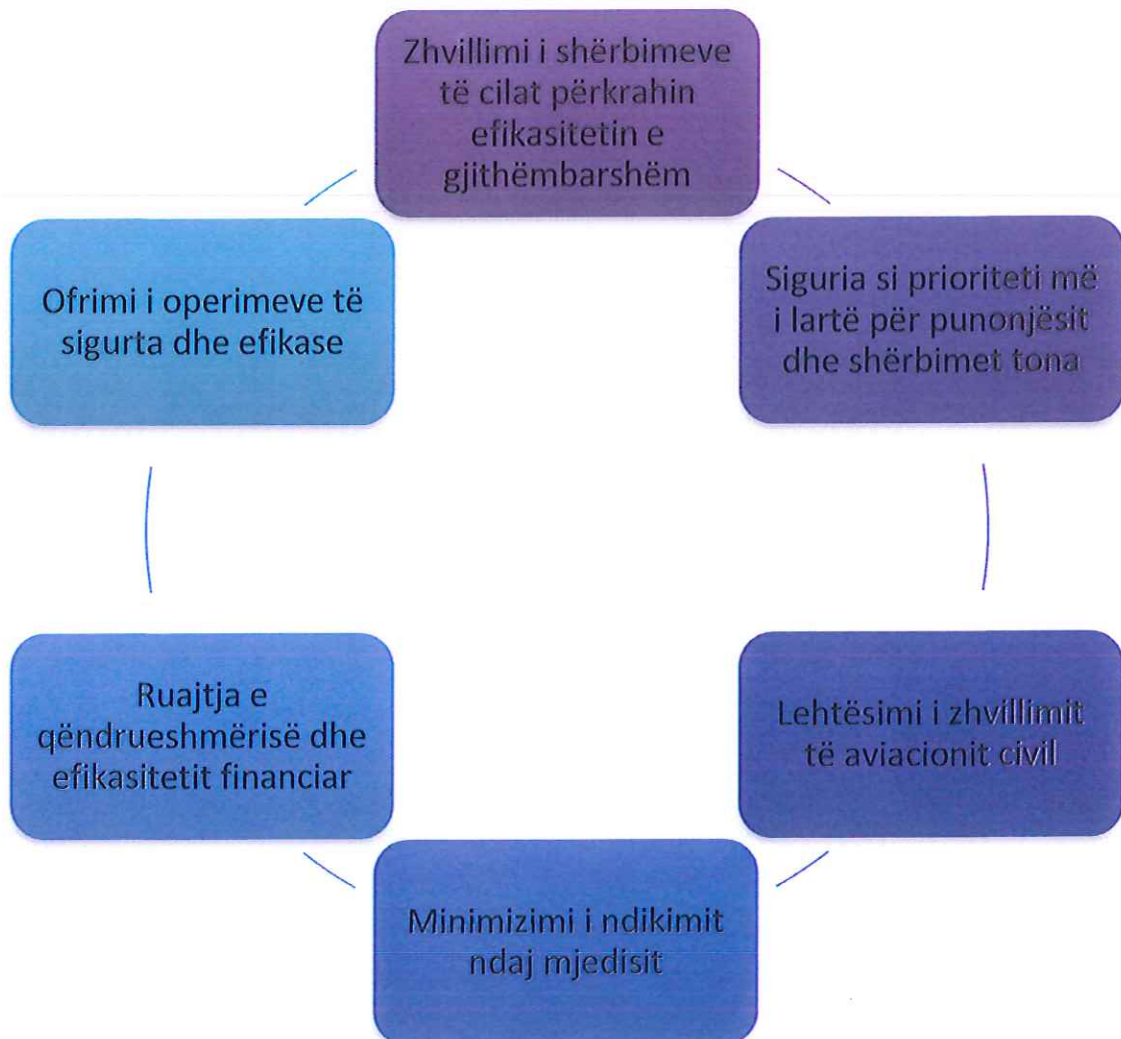 Zhvillimi i shërbimeve
të cilat përkrahin
efikasitetin e
gjithëmbarshëm
Siguria si prioriteti më
i lartë për punonjësit
dhe shërbimet tona
Lehtësimi i zhvillimit
të aviacionit civil
Minimizimi i ndikimit
ndaj mjedisit
Ruajtja e
qëndrueshmërisë dhe
efikasitetit financiar
Ofrimi i operimeve të
sigurta dhe efikase